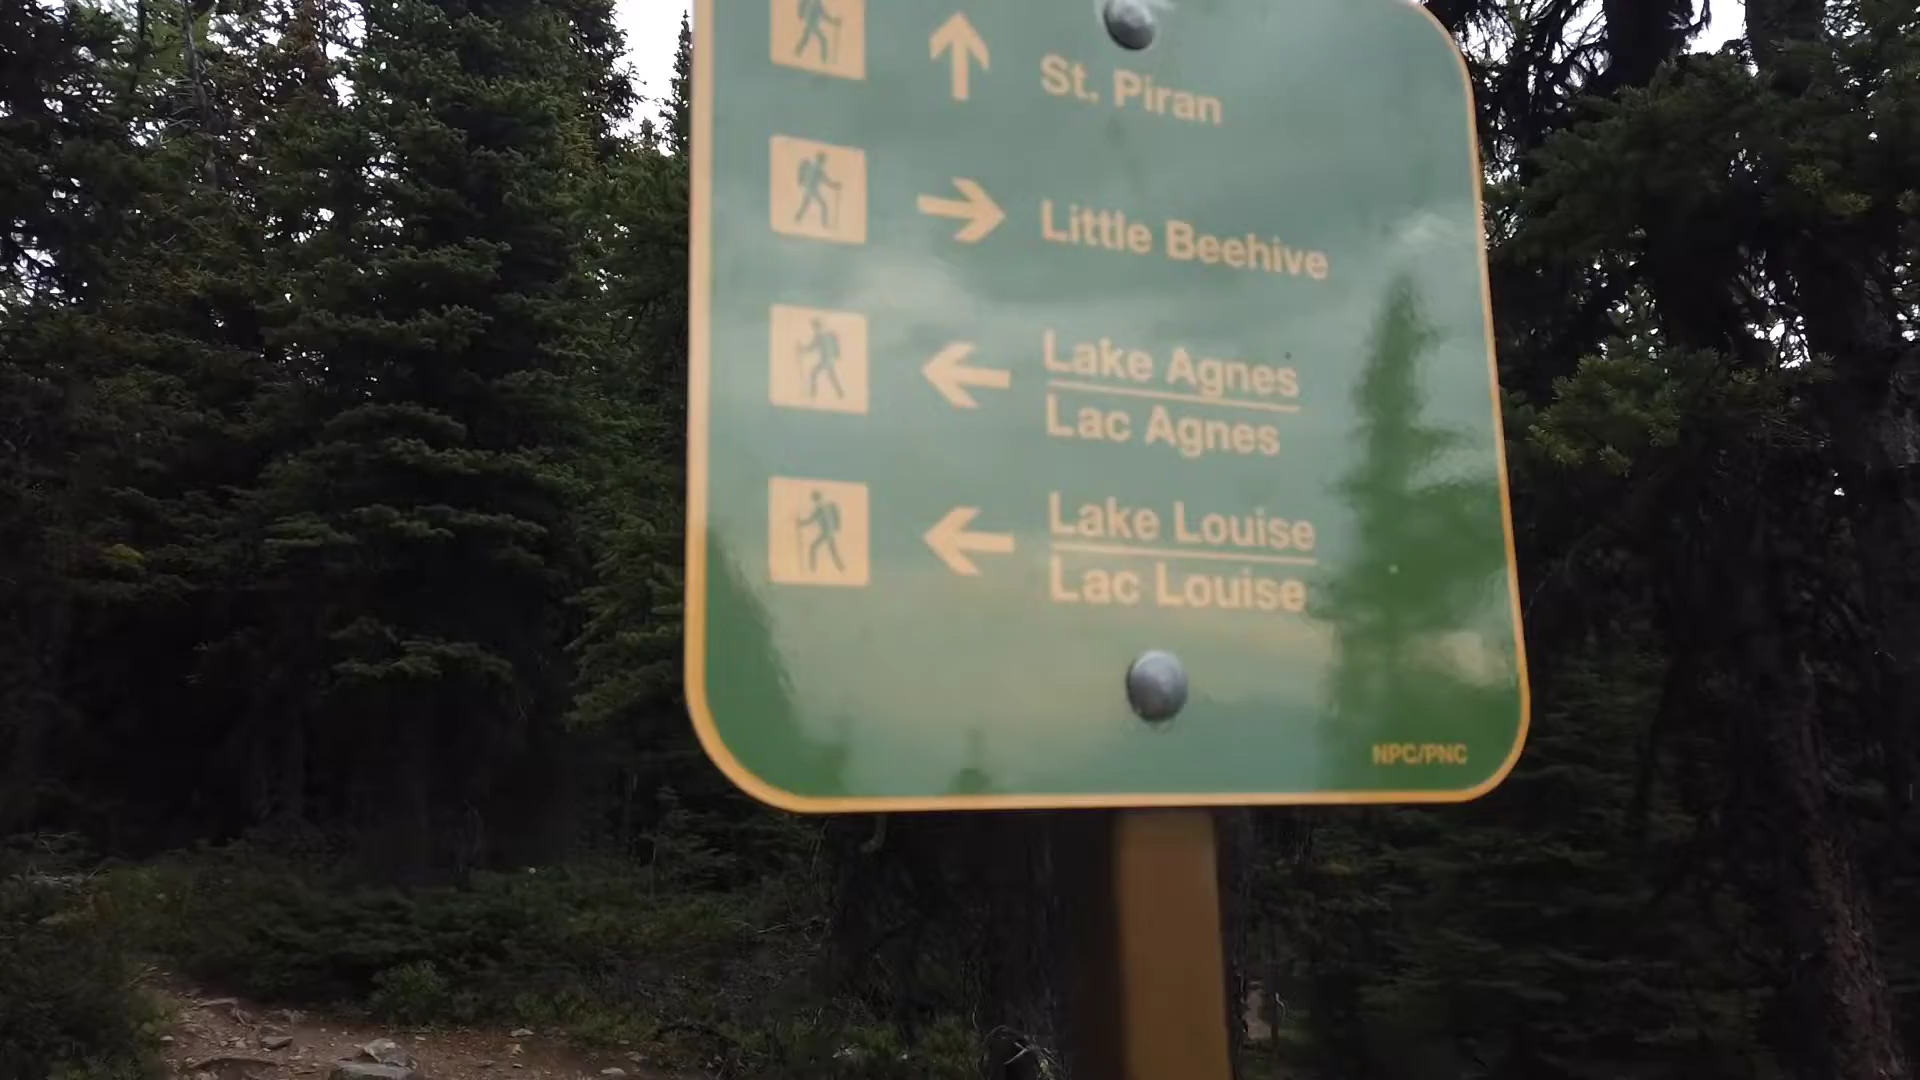 St. Piran
Little Beehive
Lake Agnes
Lac Agnes
Lake Louise
Lac Louise
NPC/PNC